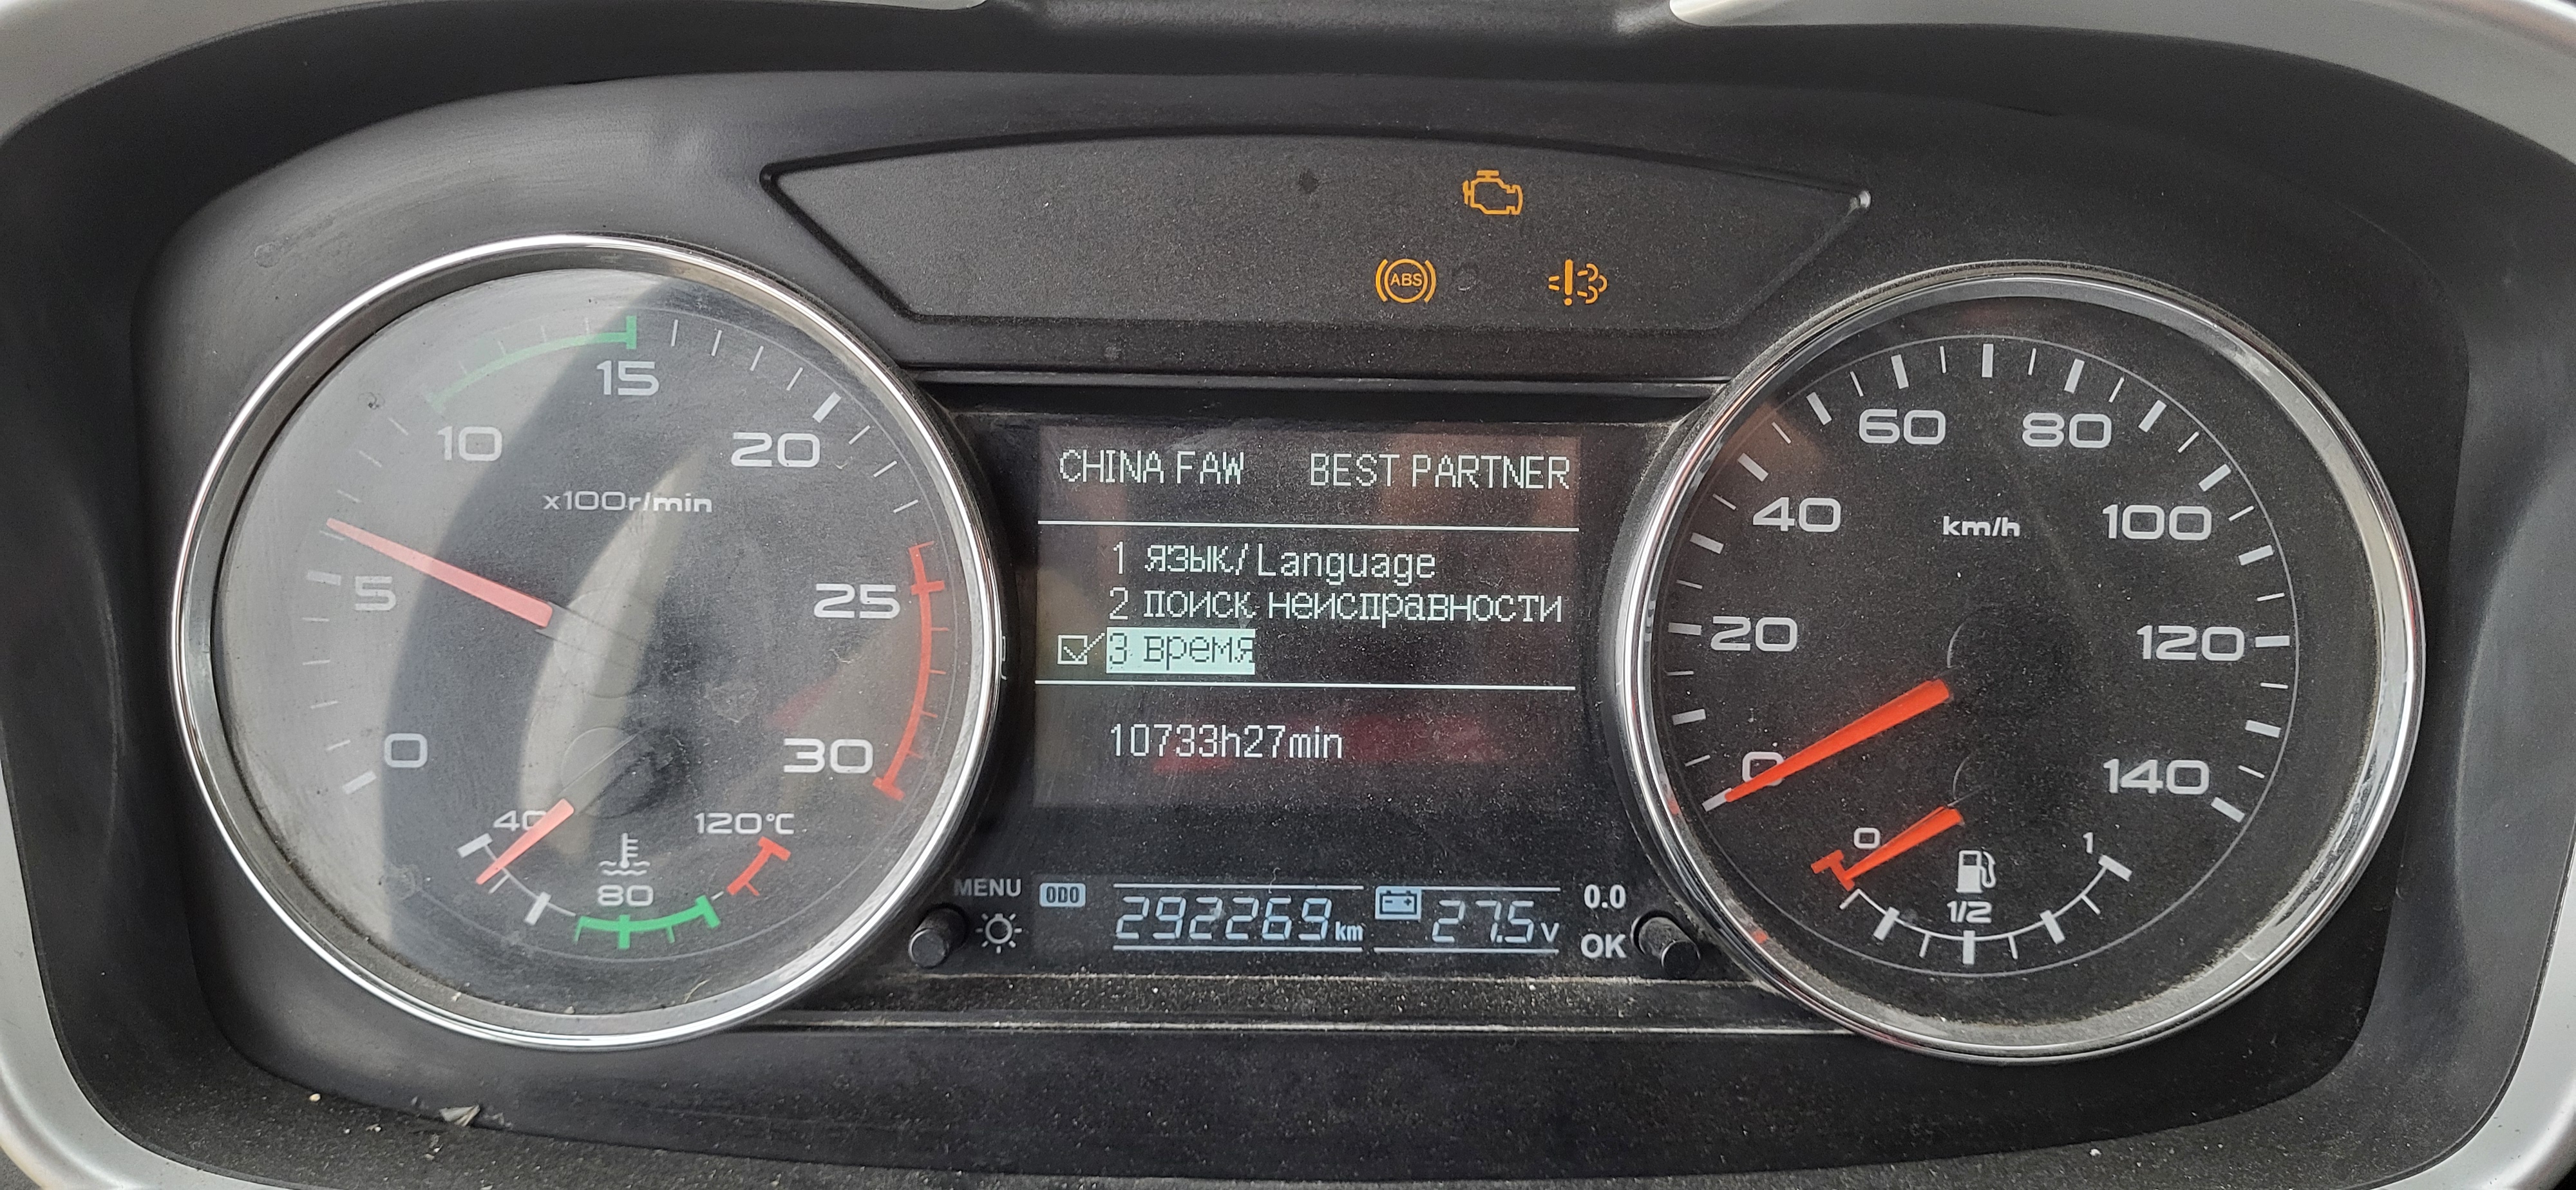 ABS
15
10
20
x100r/min
5
25
0
30
40
120°C
80
CHINA FAW BEST PARTNER
1 язык/Language
2 поиск неисправности
3 время
10733h27min
MENU
ODO
292269km
27.5V
0.0
OK
60
80
40
km/h
100
20
120
0
140
0
1
1/2